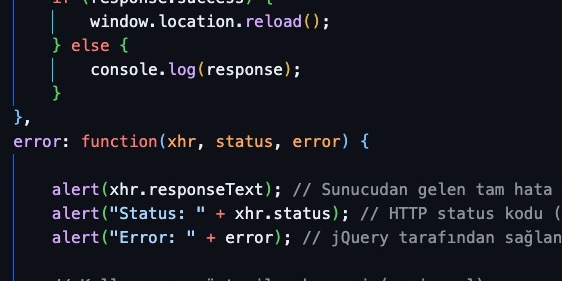 if (response.success) {
window.location.reload();
} else {
console.log(response);
}
},
error: function(xhr, status, error) {
alert(xhr.responseText); // Sunucudan gelen tam hata
alert("Status: " + xhr.status); // HTTP status kodu (
alert("Error: " + error); // jQuery tarafından sağlan